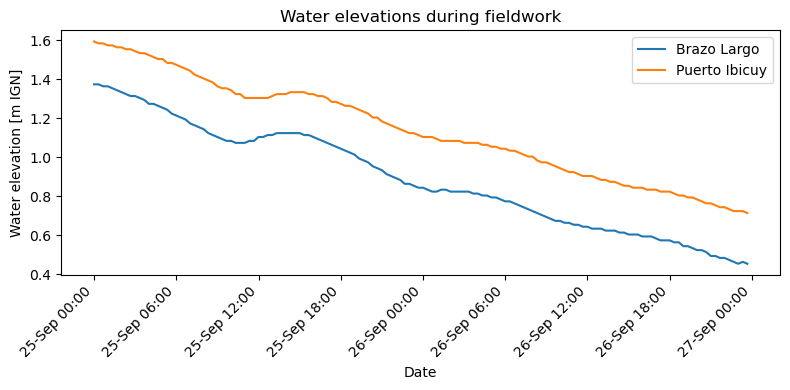 Water elevations during fieldwork
Water elevation [m IGN]
1.6
1.4
1.2
1.0
0.8
0.6
0.4
Brazo Largo
Puerto Ibicuy
25-Sep 00:00
25-Sep 06:00
25-Sep 12:00
25-Sep 18:00
26-Sep 00:00
26-Sep 06:00
26-Sep 12:00
26-Sep 18:00
27-Sep 00:00
Date